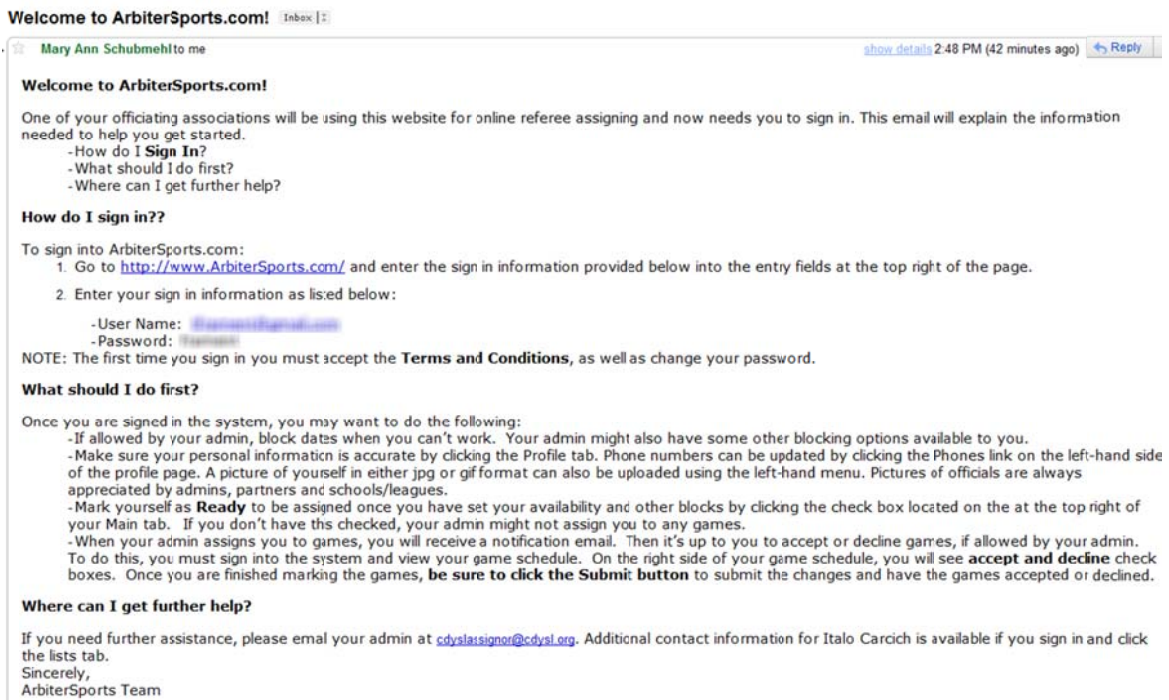 Welcome to ArbiterSports.com! Inbox
Mary Ann Schubmehl to me show details 2:48 PM (42 minutes ago) Reply
Welcome to ArbiterSports.com!
One of your officiating associations will be using this website for online referee assigning and now needs you to sign in. This email will explain the information
needed to help you get started.
-How do I Sign In?
-What should I do first?
-Where can I get further help?
How do I sign in??
To sign into ArbiterSports.com:
1. Go to http://www.ArbiterSports.com/ and enter the sign in information provided below into the entry fields at the top right of the page.
2. Enter your sign in information as listed below:
-User Name:
-Password:
NOTE: The first time you sign in you must accept the Terms and Conditions, as well as change your password.
What should I do first?
Once you are signed in the system, you may want to do the following:
-If allowed by your admin, block dates when you can't work. Your admin might also have some other blocking options available to you.
-Make sure your personal information is accurate by clicking the Profile tab. Phone numbers can be updated by clicking the Phones link on the left-hand side
of the profile page. A picture of yourself in either jpg or gif format can also be uploaded using the left-hand menu. Pictures of officials are always
appreciated by admins, partners and schools/leagues.
-Mark yourself as Ready to be assigned once you have set your availability and other blocks by clicking the check box located on the at the top right of
your Main tab. If you don't have this checked, your admin might not assign you to any games.
-When your admin assigns you to games, you will receive a notification email. Then it's up to you to accept or decline games, if allowed by your admin.
To do this, you must sign into the system and view your game schedule. On the right side of your game schedule, you will see accept and decline check
boxes. Once you are finished marking the games, be sure to click the Submit button to submit the changes and have the games accepted or declined.
Where can I get further help?
If you need further assistance, please email your admin at cdyslassignor@cdysl.org. Additional contact information for Italo Carcich is available if you sign in and click
the lists tab.
Sincerely,
ArbiterSports Team